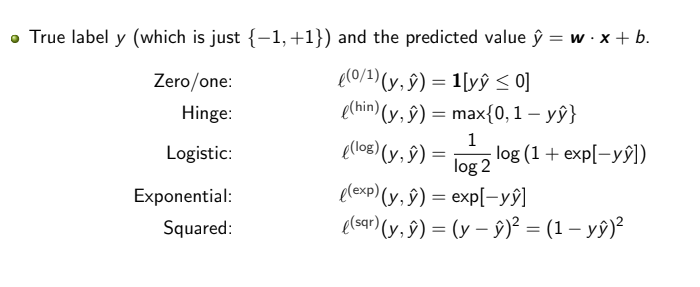 True label y (which is just {−1, +1}) and the predicted value ŷ = w · x + b.
Zero/one: ℓ^(0/1)(y, ŷ) = 1[yŷ ≤ 0]
Hinge: ℓ^(hin)(y, ŷ) = max{0, 1 − yŷ}
Logistic: ℓ^(log)(y, ŷ) = 1/log 2 log (1 + exp[−yŷ])
Exponential: ℓ^(exp)(y, ŷ) = exp[−yŷ]
Squared: ℓ^(sqr)(y, ŷ) = (y − ŷ)² = (1 − yŷ)²